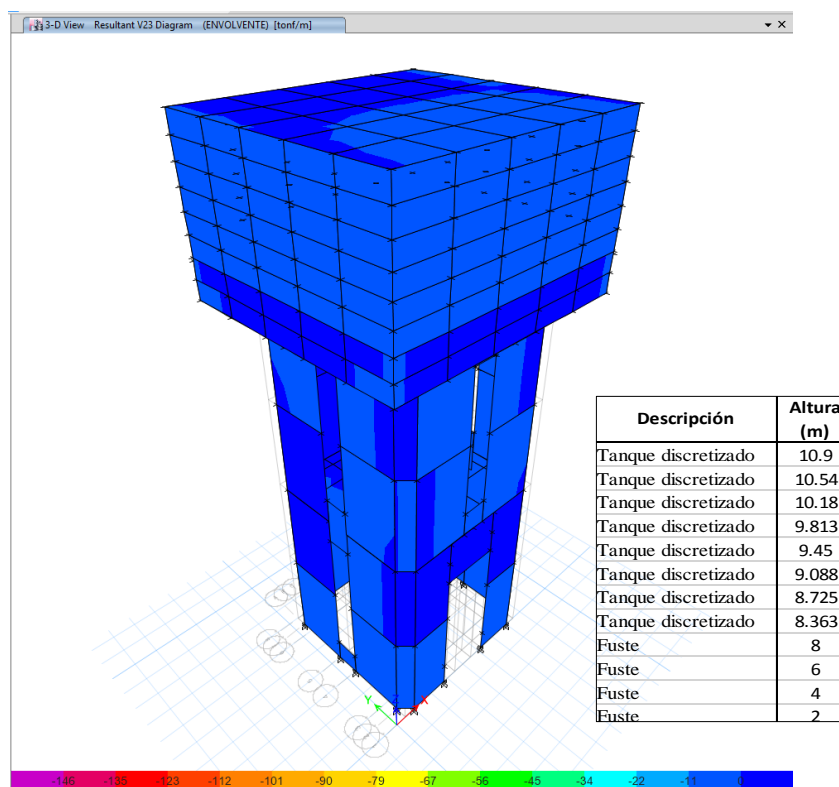 3-D View Resultant V23 Diagram (ENVOLVENTE) [tonf/m]
Descripción Altura (m)
Tanque discretizado 10.9
Tanque discretizado 10.54
Tanque discretizado 10.18
Tanque discretizado 9.813
Tanque discretizado 9.45
Tanque discretizado 9.088
Tanque discretizado 8.725
Tanque discretizado 8.363
Fuste 8
Fuste 6
Fuste 4
Fuste 2
Y Z X
-146 -135 -123 -112 -101 -90 -79 -67 -56 -45 -34 -22 -11 0